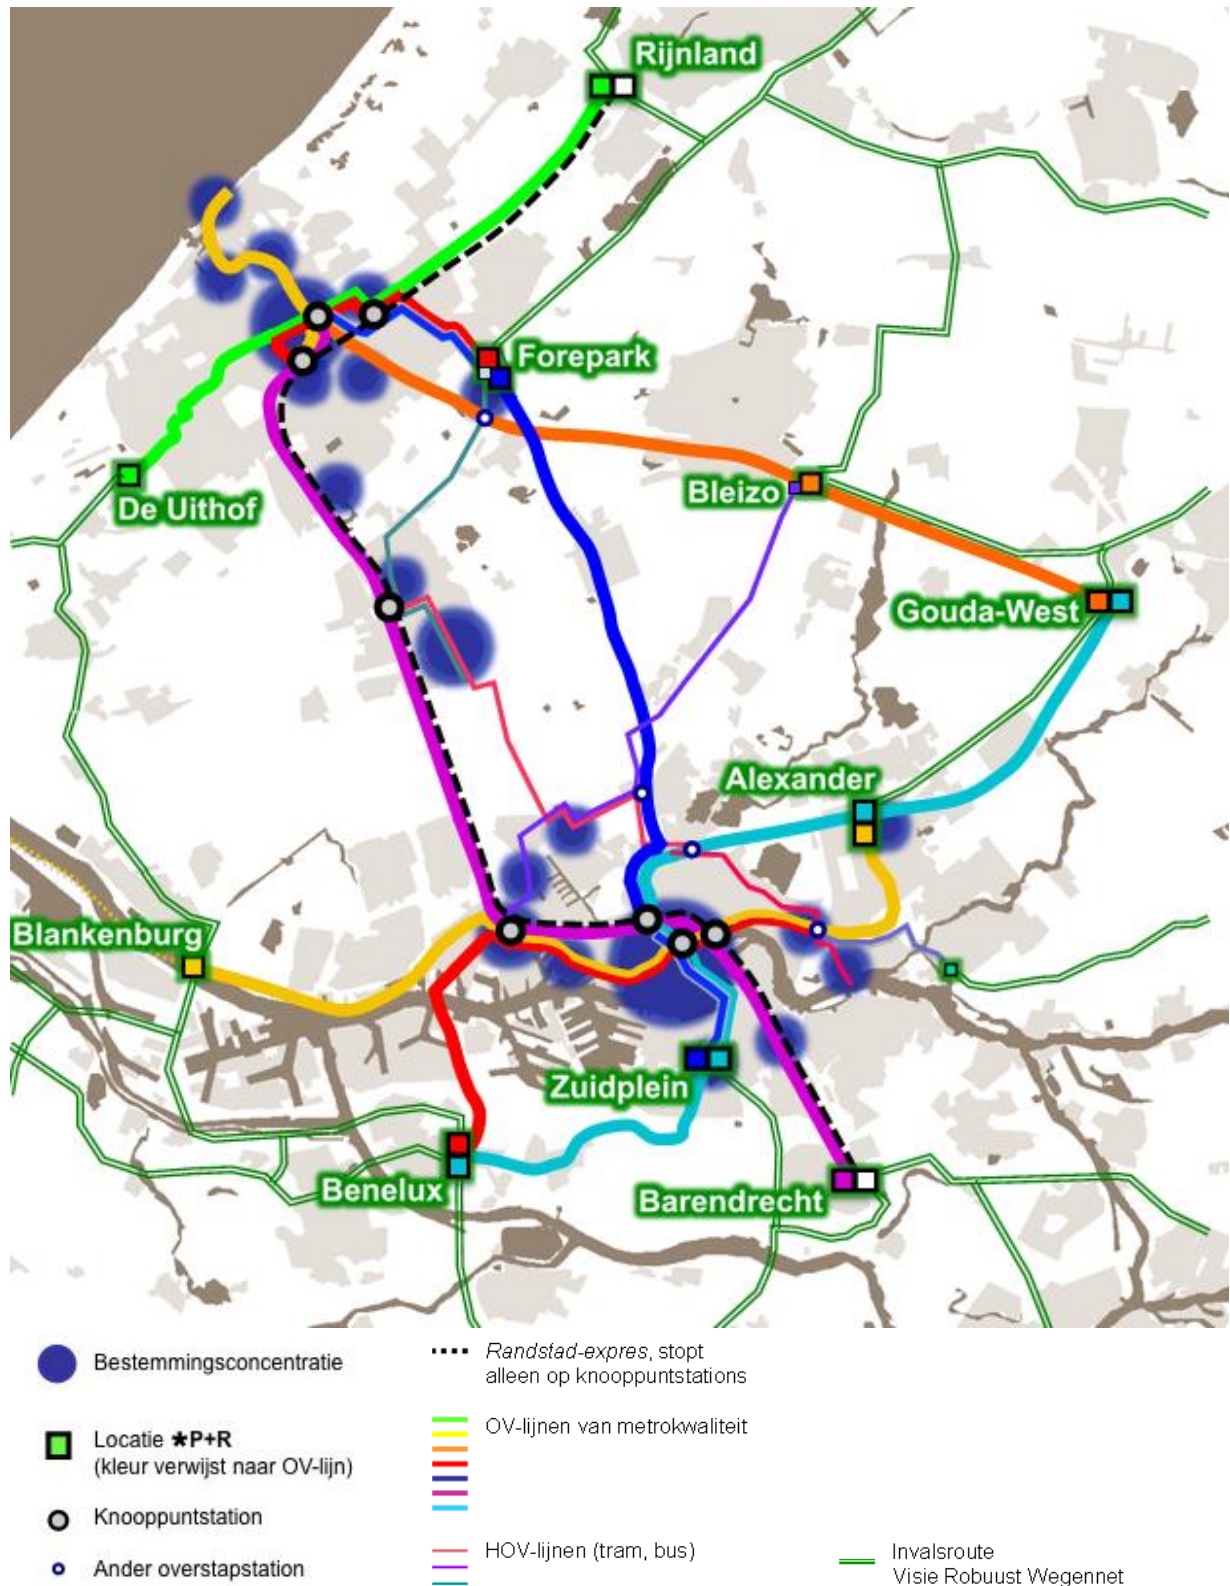 Rijnland
Forepark
De Uithof
Bleizo
Gouda-West
Alexander
Blankenburg
Zuidplein
Benelux
Barendrecht
Bestemmingsconcentratie
Locatie *P+R
(kleur verwijst naar OV-lijn)
Knooppuntstation
Ander overstapstation
Randstad-expres, stopt
alleen op knooppuntstations
OV-lijnen van metrokwaliteit
HOV-lijnen (tram, bus)
Invalsroute
Visie Robuust Wegennet